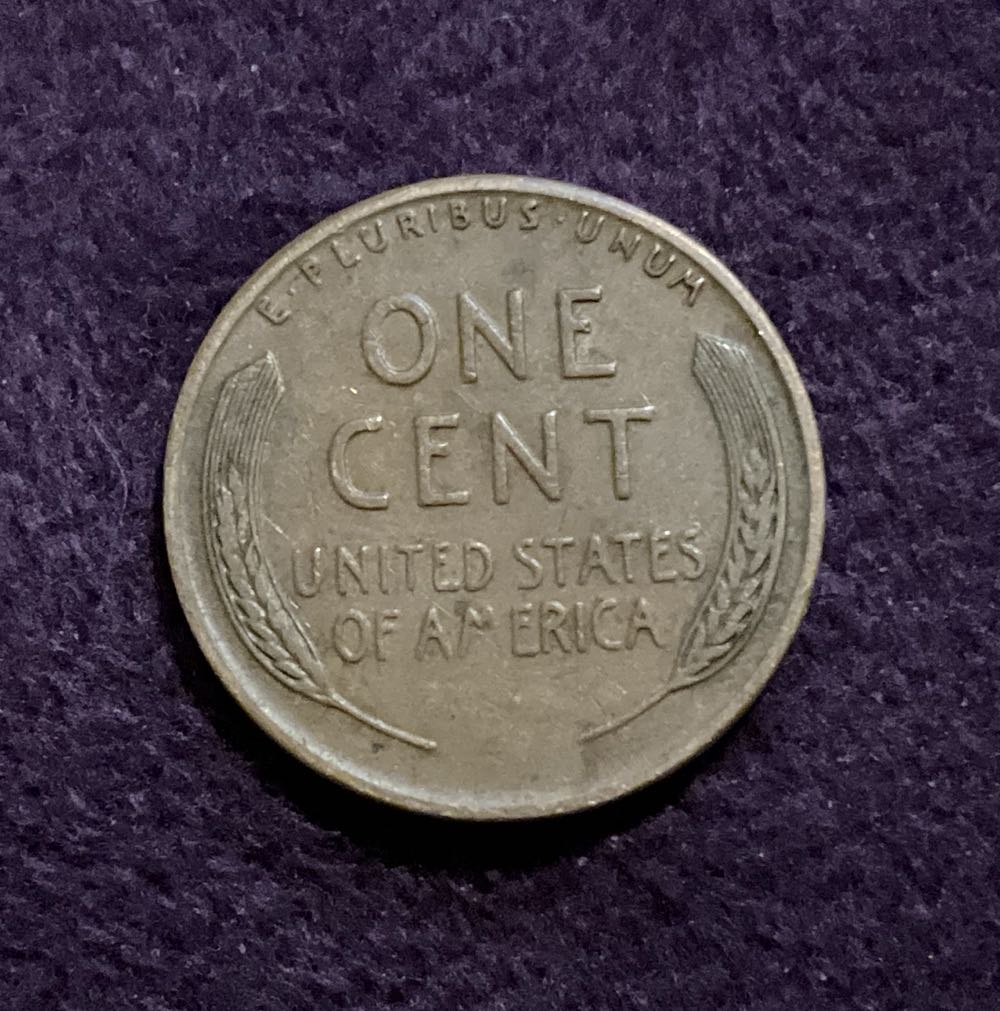 E·PLURIBUS·UNUM
ONE
CENT
UNITED STATES
OF AMERICA